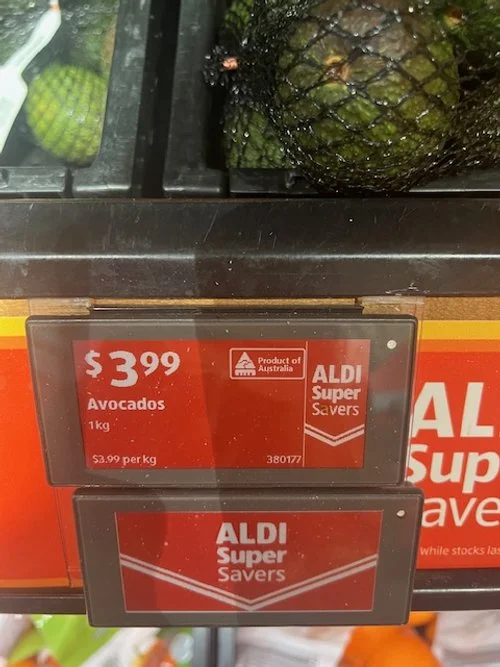 $3.99
Product of
Australia
Avocados
1kg
$3.99 per kg
380177
ALDI
Super
Savers
AL
Sup
ave
While stocks las
ALDI
Super
Savers